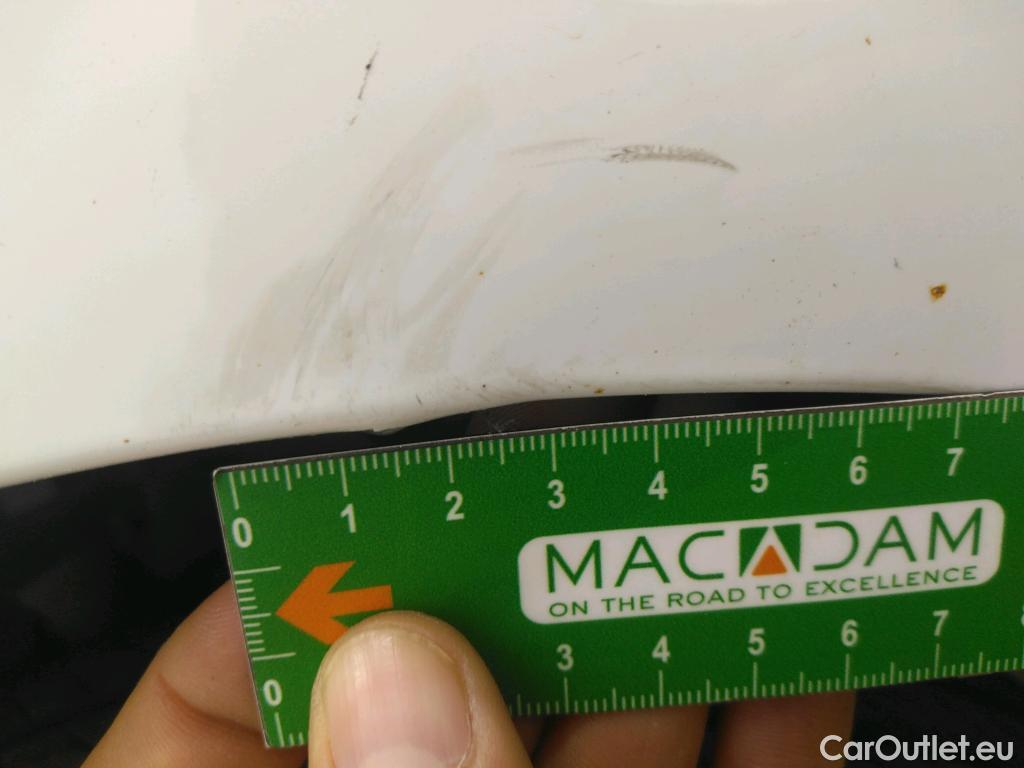 0 1 2 3 4 5 6 7
MACADAM
ON THE ROAD TO EXCELLENCE
0 3 4 5 6 7
CarOutlet.eu